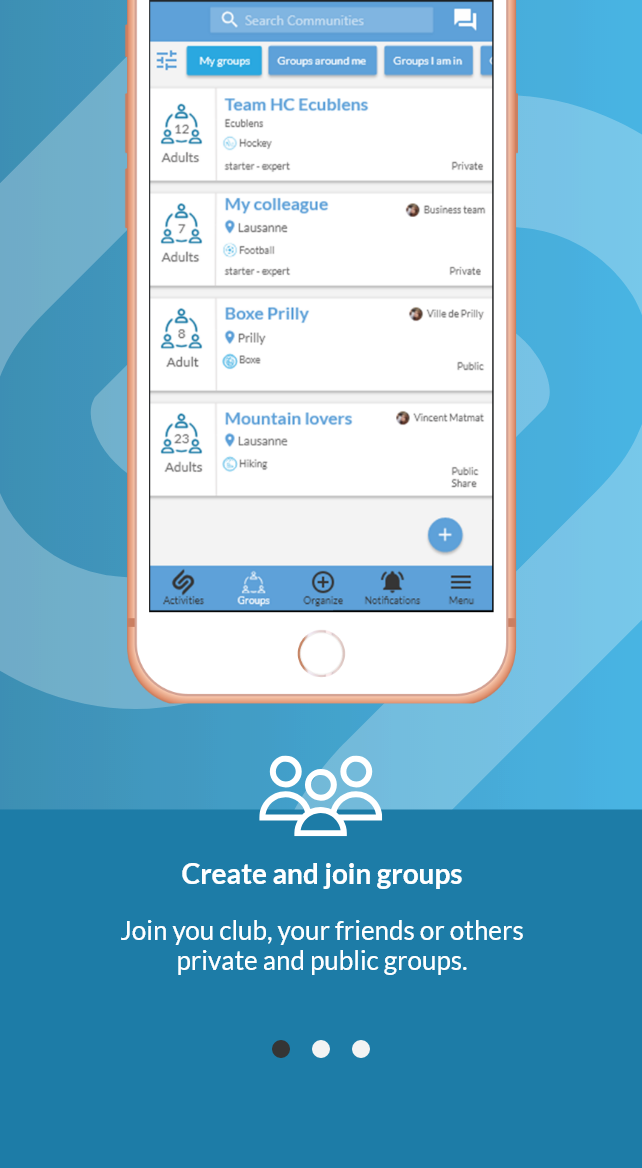 Search Communities
My groups
Groups around me
Groups I am in
Team HC Ecublens
12
Adults
Ecublens
Hockey
starter - expert
Private
My colleague
Business team
7
Adults
Lausanne
Football
starter - expert
Private
Boxe Prilly
Ville de Prilly
8
Adult
Prilly
Boxe
Public
Mountain lovers
Vincent Matmat
23
Adults
Lausanne
Hiking
Public
Share
Activities
Groups
Organize
Notifications
Menu
Create and join groups
Join you club, your friends or others
private and public groups.